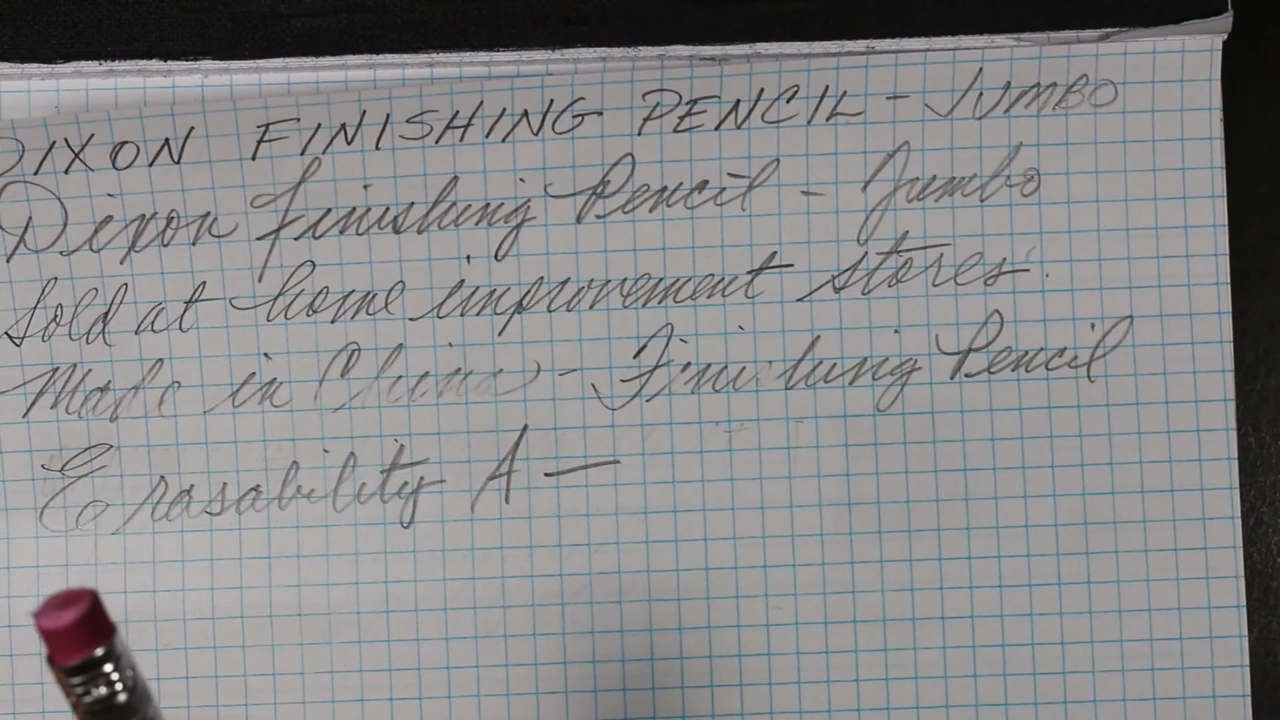 DIXON FINISHING PENCIL - JUMBO
Dixon Finishing Pencil - Jumbo
Sold at home improvement stores.
Made in China - Finishing Pencil
Erasability A-